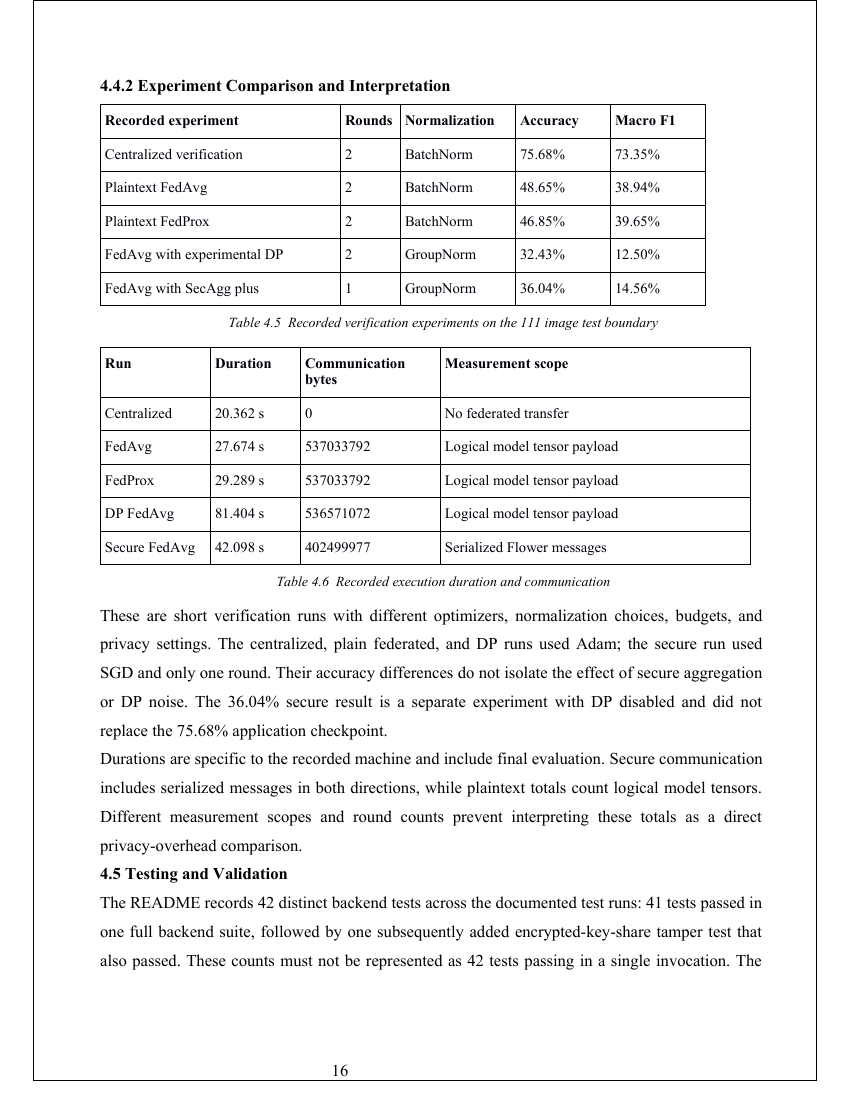 4.4.2 Experiment Comparison and Interpretation
Recorded experiment Rounds Normalization Accuracy Macro F1
Centralized verification 2 BatchNorm 75.68% 73.35%
Plaintext FedAvg 2 BatchNorm 48.65% 38.94%
Plaintext FedProx 2 BatchNorm 46.85% 39.65%
FedAvg with experimental DP 2 GroupNorm 32.43% 12.50%
FedAvg with SecAgg plus 1 GroupNorm 36.04% 14.56%
Table 4.5 Recorded verification experiments on the 111 image test boundary
Run Duration Communication bytes Measurement scope
Centralized 20.362 s 0 No federated transfer
FedAvg 27.674 s 537033792 Logical model tensor payload
FedProx 29.289 s 537033792 Logical model tensor payload
DP FedAvg 81.404 s 536571072 Logical model tensor payload
Secure FedAvg 42.098 s 402499977 Serialized Flower messages
Table 4.6 Recorded execution duration and communication
These are short verification runs with different optimizers, normalization choices, budgets, and
privacy settings. The centralized, plain federated, and DP runs used Adam; the secure run used
SGD and only one round. Their accuracy differences do not isolate the effect of secure aggregation
or DP noise. The 36.04% secure result is a separate experiment with DP disabled and did not
replace the 75.68% application checkpoint.
Durations are specific to the recorded machine and include final evaluation. Secure communication
includes serialized messages in both directions, while plaintext totals count logical model tensors.
Different measurement scopes and round counts prevent interpreting these totals as a direct
privacy-overhead comparison.
4.5 Testing and Validation
The README records 42 distinct backend tests across the documented test runs: 41 tests passed in
one full backend suite, followed by one subsequently added encrypted-key-share tamper test that
also passed. These counts must not be represented as 42 tests passing in a single invocation. The
16